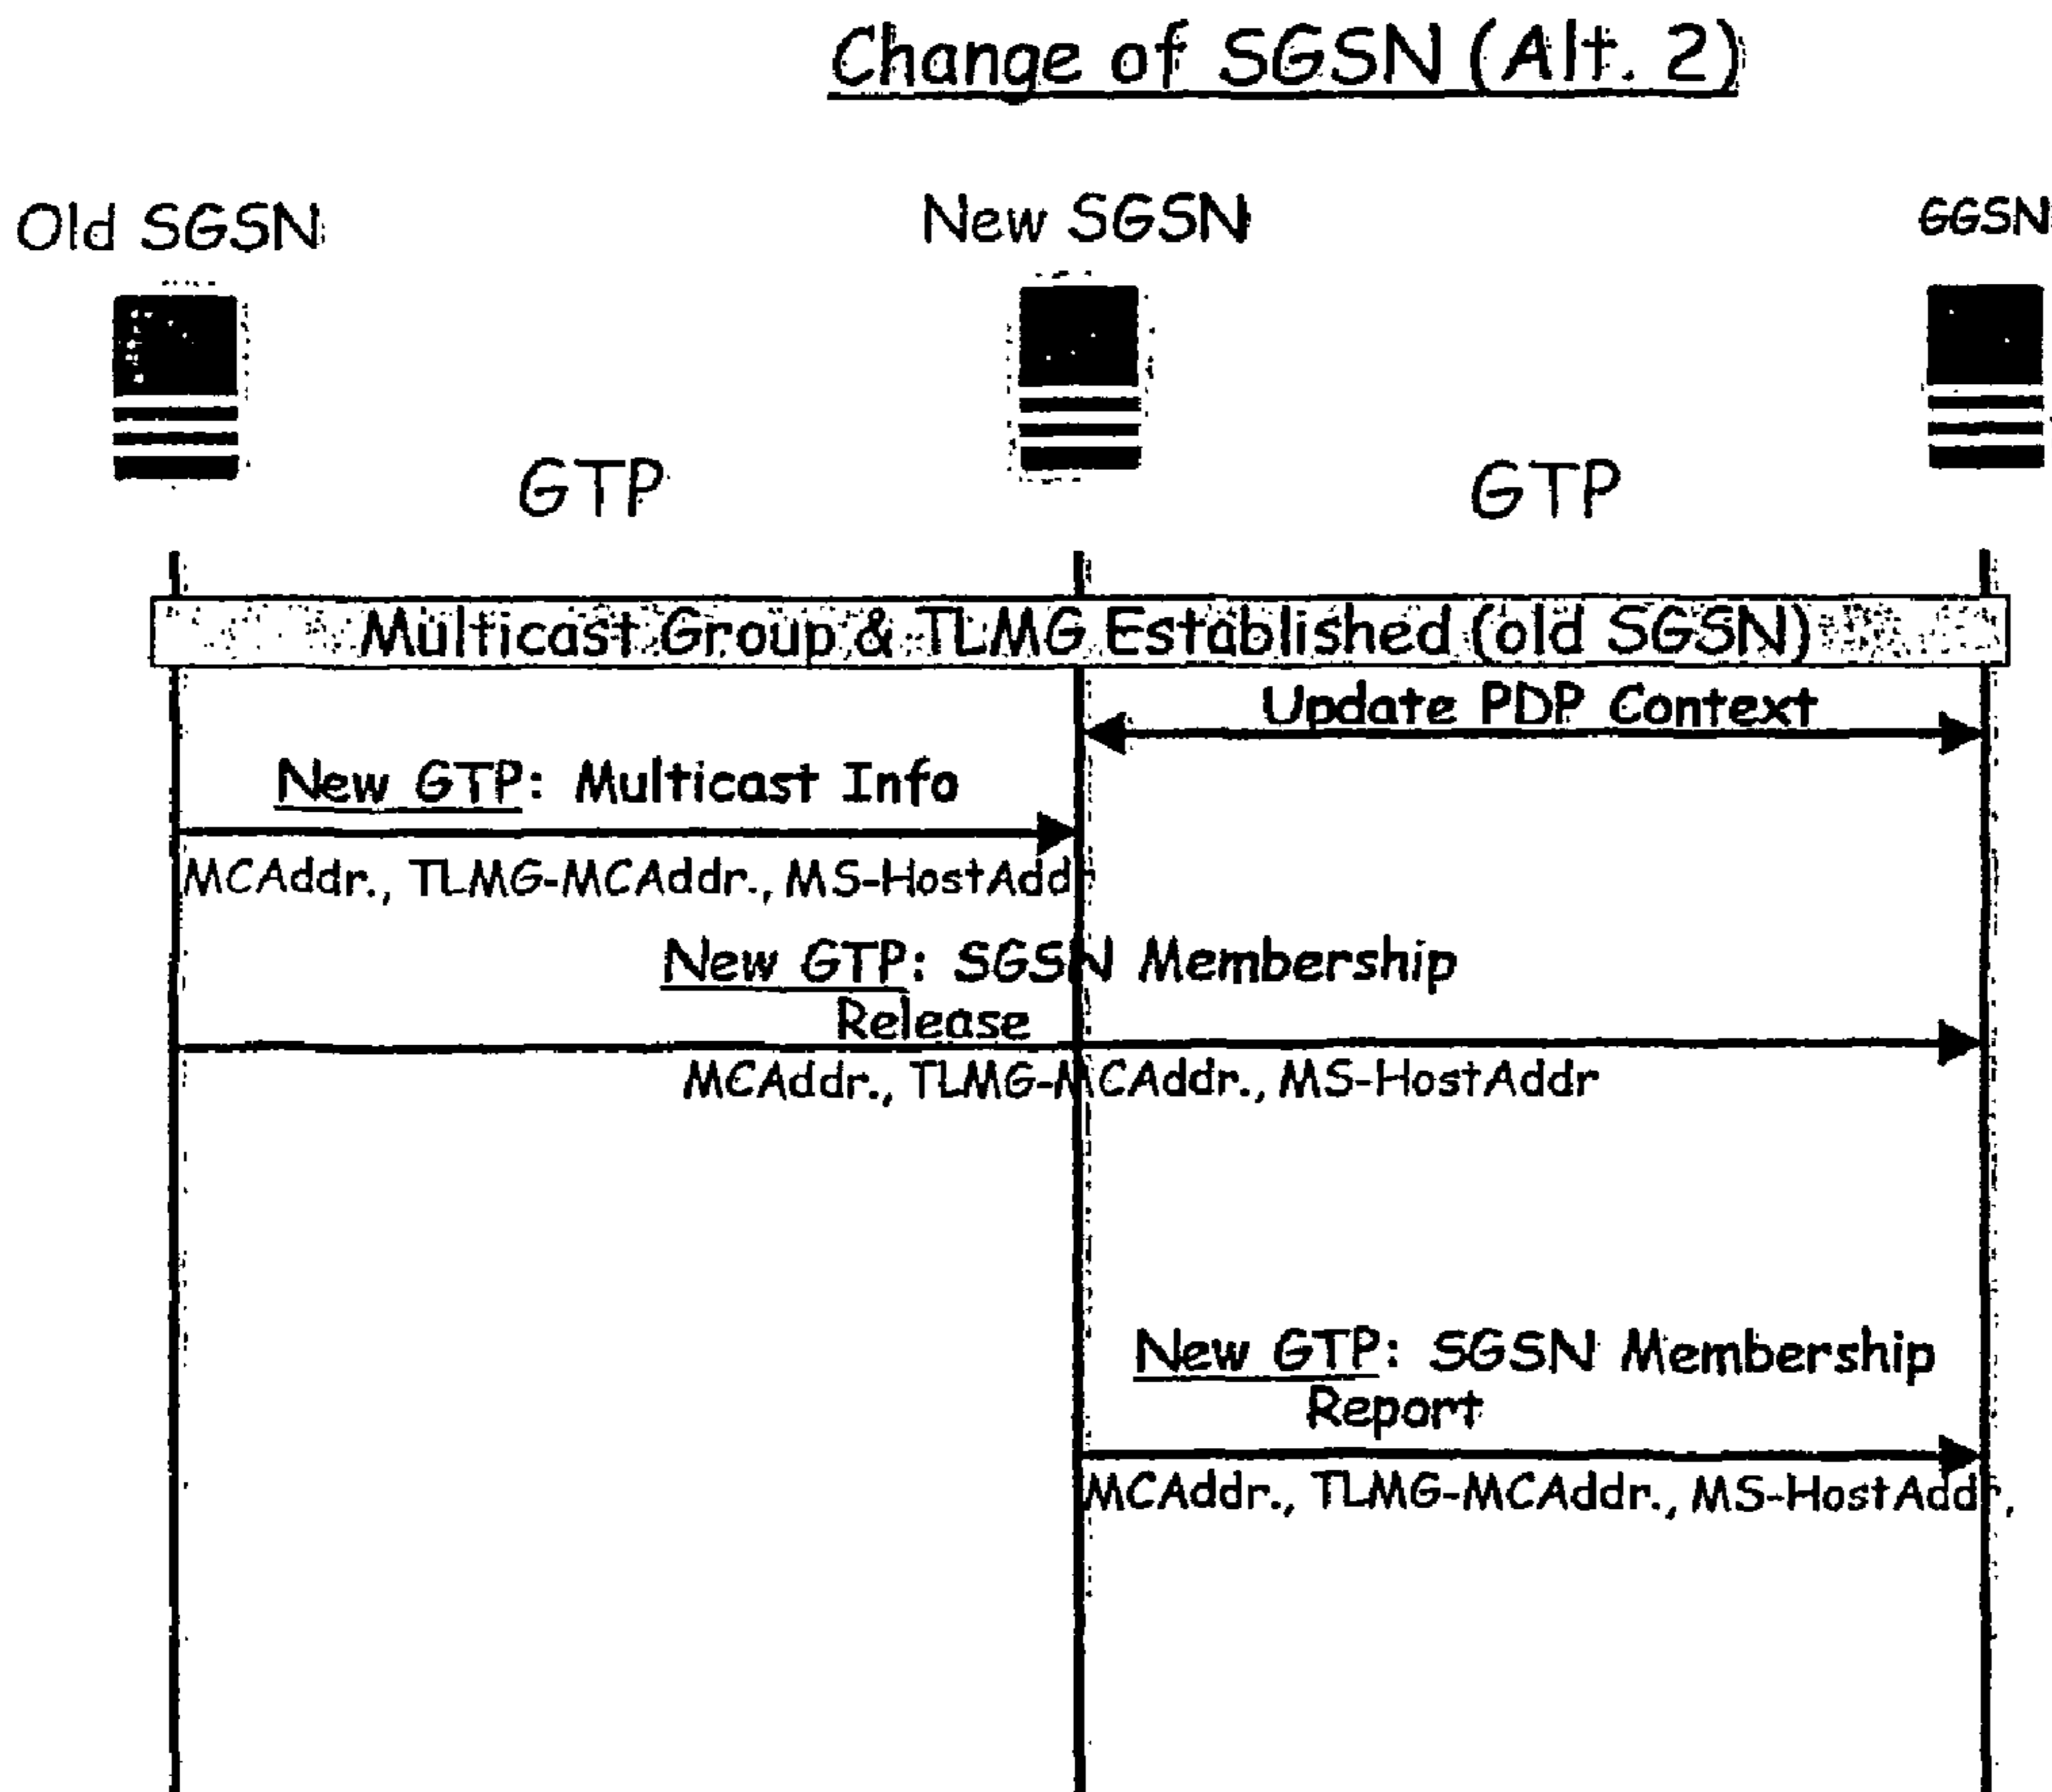 Change of SGSN (Alt. 2)
Old SGSN
New SGSN
GGSN
GTP
GTP
Multicast Group & TLMG Established (old SGSN)
Update PDP Context
New GTP: Multicast Info
MCAddr., TLMG-MCAddr., MS-HostAddr
New GTP: SGSN Membership
Release
MCAddr., TLMG-MCAddr., MS-HostAddr
New GTP: SGSN Membership
Report
MCAddr., TLMG-MCAddr., MS-HostAddr,